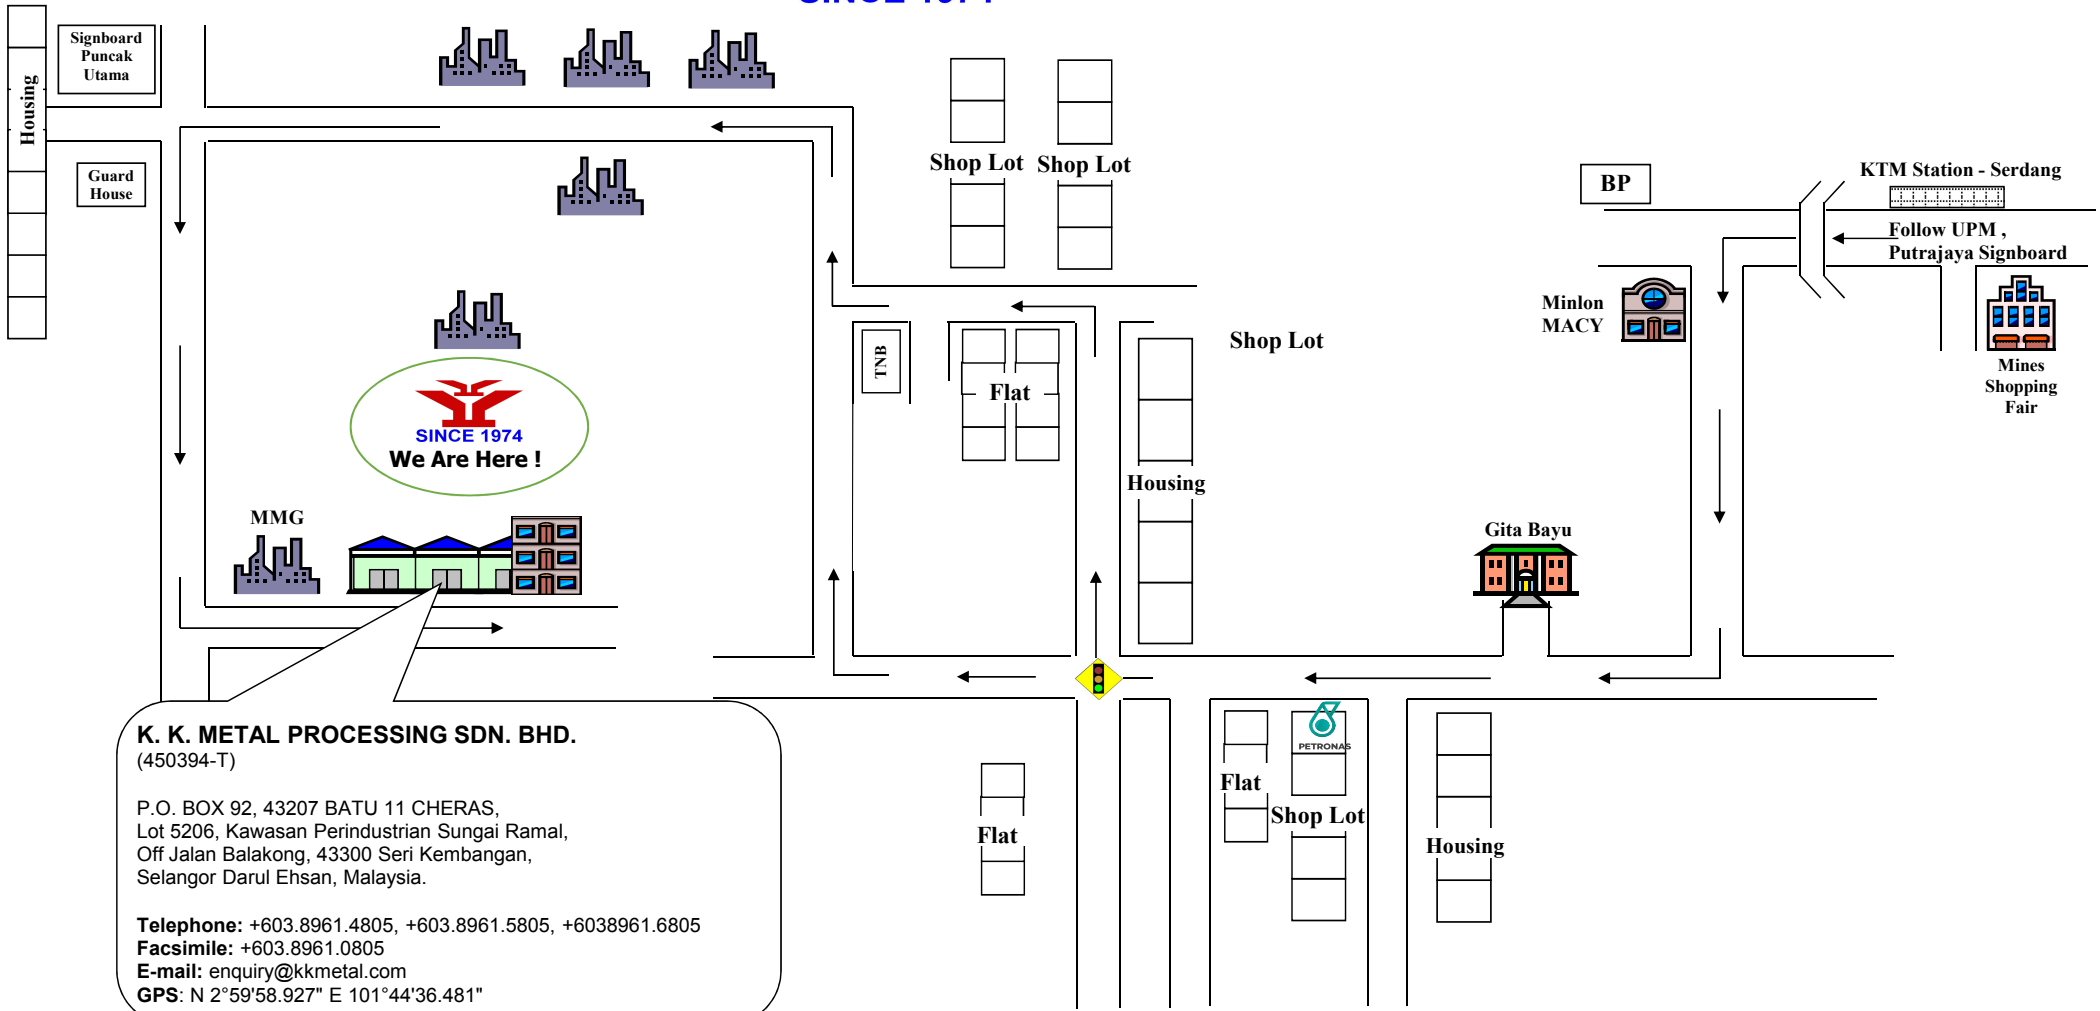 SINCE 1974
Signboard
Puncak
Utama
Housing
Guard
House
Shop Lot
Shop Lot
BP
KTM Station - Serdang
Follow UPM ,
Putrajaya Signboard
Minlon
MACY
Mines
Shopping
Fair
Shop Lot
TNB
Flat
SINCE 1974
We Are Here !
Housing
MMG
Gita Bayu
PETRONAS
Flat
Shop Lot
Flat
Housing
K. K. METAL PROCESSING SDN. BHD.
(450394-T)
P.O. BOX 92, 43207 BATU 11 CHERAS,
Lot 5206, Kawasan Perindustrian Sungai Ramal,
Off Jalan Balakong, 43300 Seri Kembangan,
Selangor Darul Ehsan, Malaysia.
Telephone: +603.8961.4805, +603.8961.5805, +6038961.6805
Facsimile: +603.8961.0805
E-mail: enquiry@kkmetal.com
GPS: N 2°59'58.927" E 101°44'36.481"